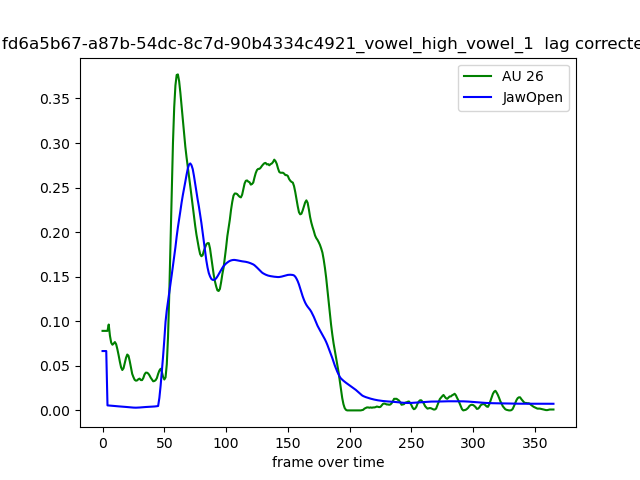 fd6a5b67-a87b-54dc-8c7d-90b4334c4921_vowel_high_vowel_1 lag correcte
AU 26
JawOpen
0.35
0.30
0.25
0.20
0.15
0.10
0.05
0.00
0 50 100 150 200 250 300 350
frame over time